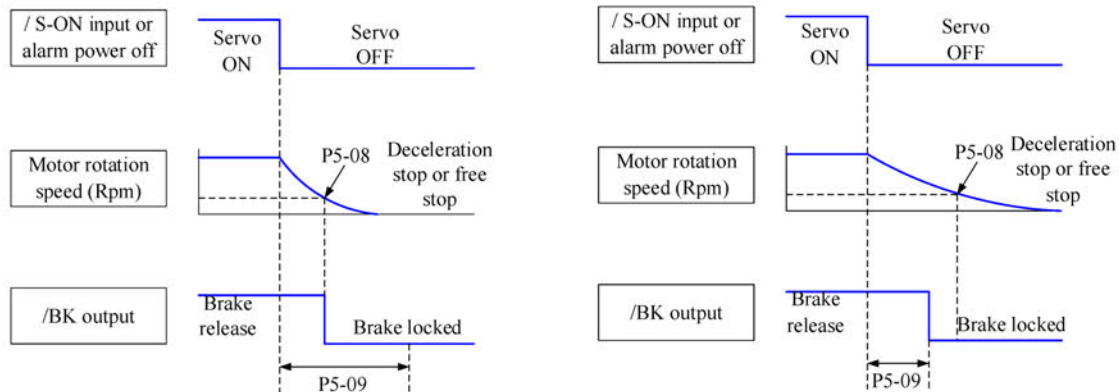 / S-ON input or
alarm power off
Servo
ON
Servo
OFF
Motor rotation
speed (Rpm)
P5-08
Deceleration
stop or free
stop
/BK output
Brake
release
Brake locked
P5-09
/ S-ON input or
alarm power off
Servo
ON
Servo
OFF
Motor rotation
speed (Rpm)
P5-08
Deceleration
stop or free
stop
/BK output
Brake
release
Brake locked
P5-09